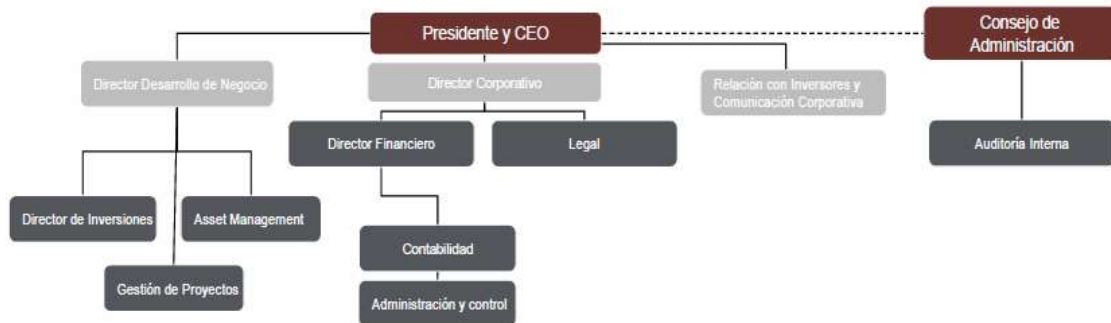 Presidente y CEO
Consejo de
Administración
Director Desarrollo de Negocio
Director Corporativo
Relación con Inversores y
Comunicación Corporativa
Director Financiero
Legal
Auditoría Interna
Director de Inversiones
Asset Management
Contabilidad
Gestión de Proyectos
Administración y control